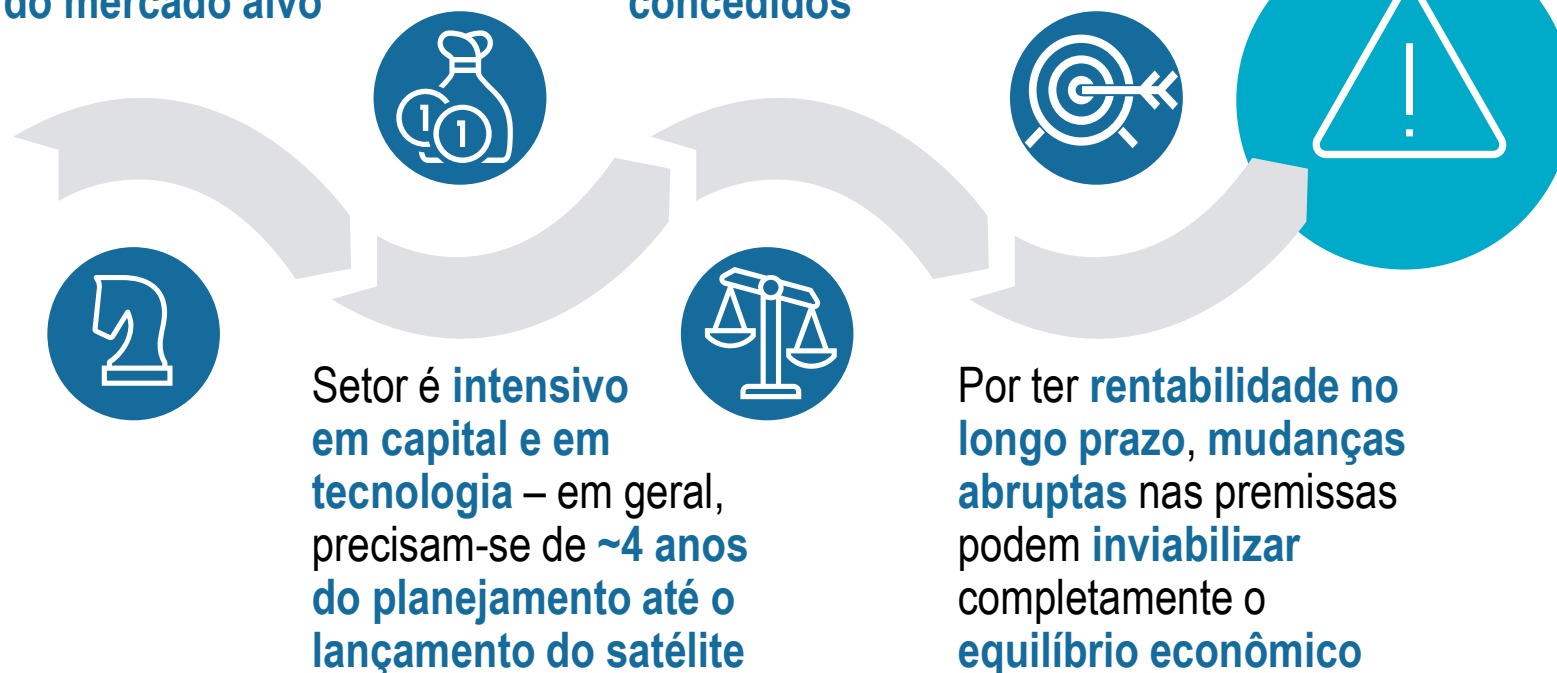 do mercado alvo
concedidos
1
1
Setor é intensivo
em capital e em
tecnologia – em geral,
precisam-se de ~4 anos
do planejamento até o
lançamento do satélite
Por ter rentabilidade no
longo prazo, mudanças
abruptas nas premissas
podem inviabilizar
completamente o
equilíbrio econômico